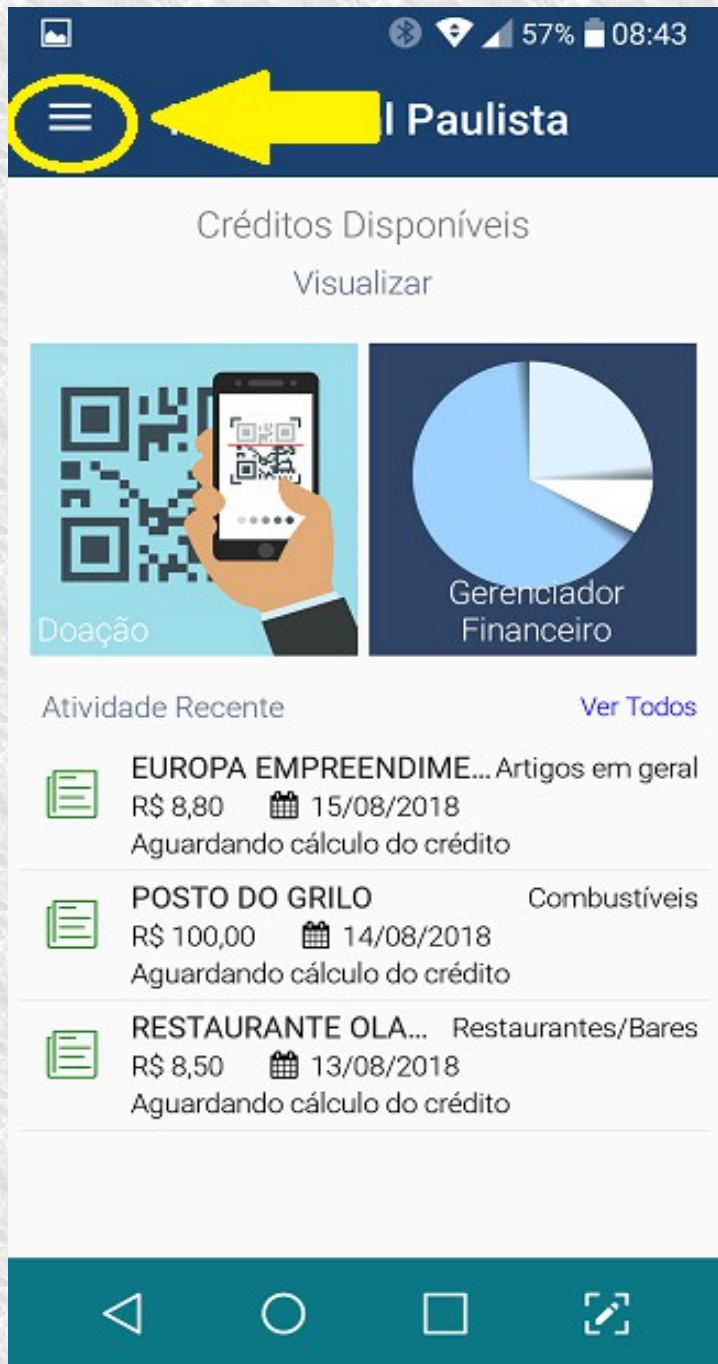 57% 08:43
l Paulista
Créditos Disponíveis
Visualizar
Doação
Gerenciador
Financeiro
Atividade Recente Ver Todos
EUROPA EMPREENDIME... Artigos em geral
R$ 8,80 15/08/2018
Aguardando cálculo do crédito
POSTO DO GRILO Combustíveis
R$ 100,00 14/08/2018
Aguardando cálculo do crédito
RESTAURANTE OLA... Restaurantes/Bares
R$ 8,50 13/08/2018
Aguardando cálculo do crédito